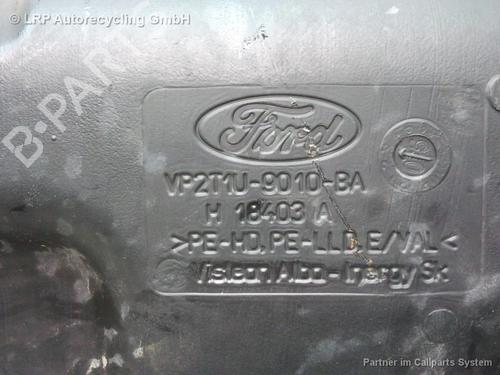 LRP Autorecycling GmbH
B-PARTS
Ford
VP2T1U-9010-BA
H 18403 A
>PE-HD, PE-LLD, E/VAL<
Visteon Alba - Inergy Sk
Partner im Callparts System